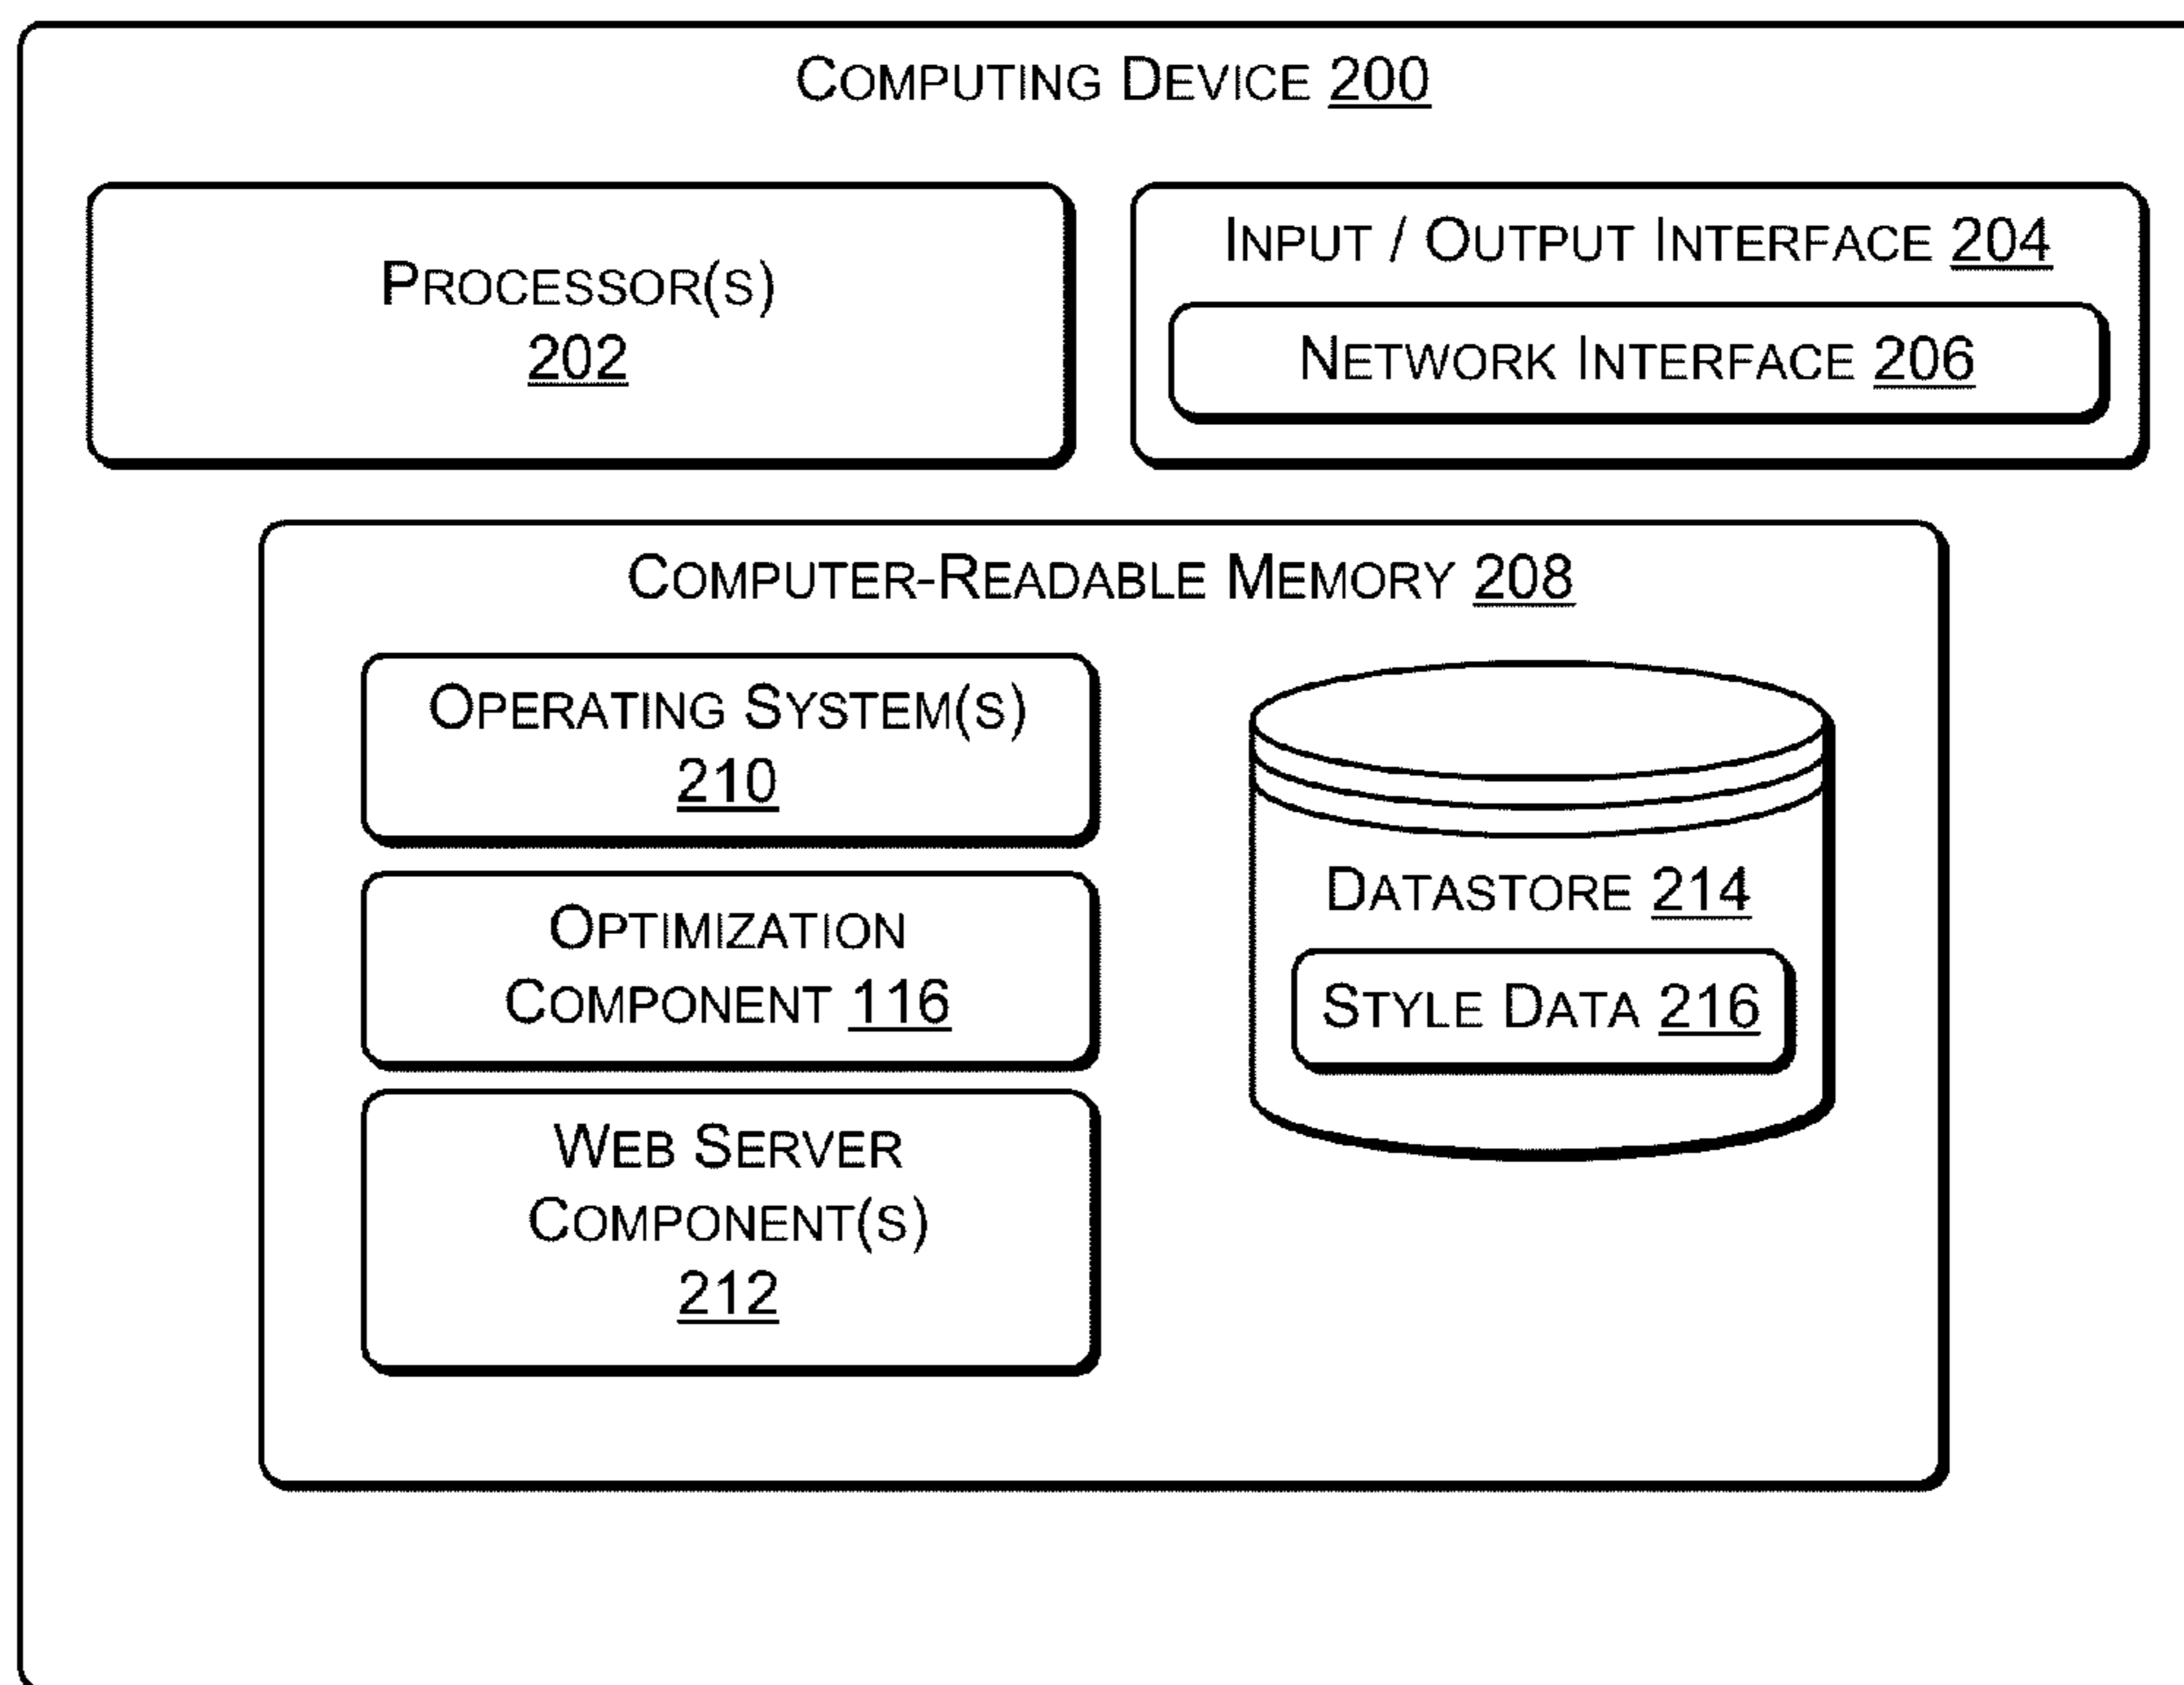 COMPUTING DEVICE 200
PROCESSOR(S)
202
INPUT / OUTPUT INTERFACE 204
NETWORK INTERFACE 206
COMPUTER-READABLE MEMORY 208
OPERATING SYSTEM(S)
210
OPTIMIZATION
COMPONENT 116
WEB SERVER
COMPONENT(S)
212
DATASTORE 214
STYLE DATA 216